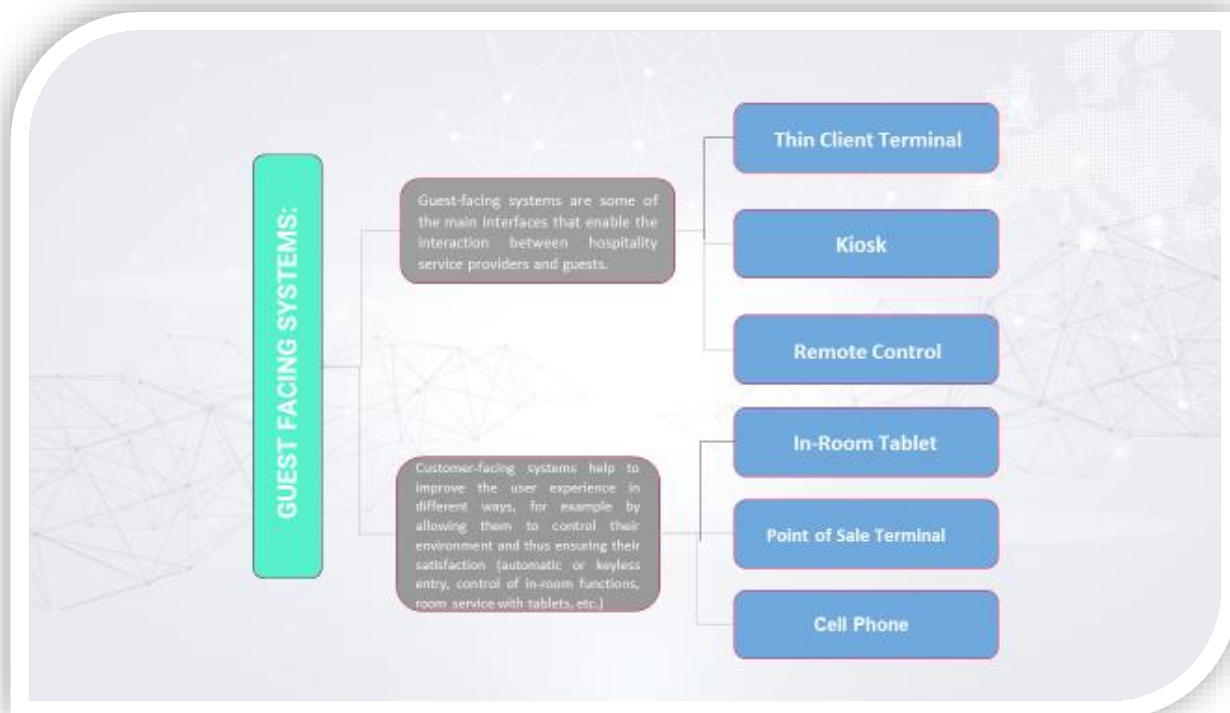 GUEST FACING SYSTEMS:
Guest-facing systems are some of
the main interfaces that enable the
interaction between hospitality
service providers and guests.
Customer-facing systems help to
improve the user experience in
different ways, for example by
allowing them to control their
environment and thus ensuring their
satisfaction (automatic or keyless
entry, control of in-room functions,
room service with tablets, etc.)
Thin Client Terminal
Kiosk
Remote Control
In-Room Tablet
Point of Sale Terminal
Cell Phone